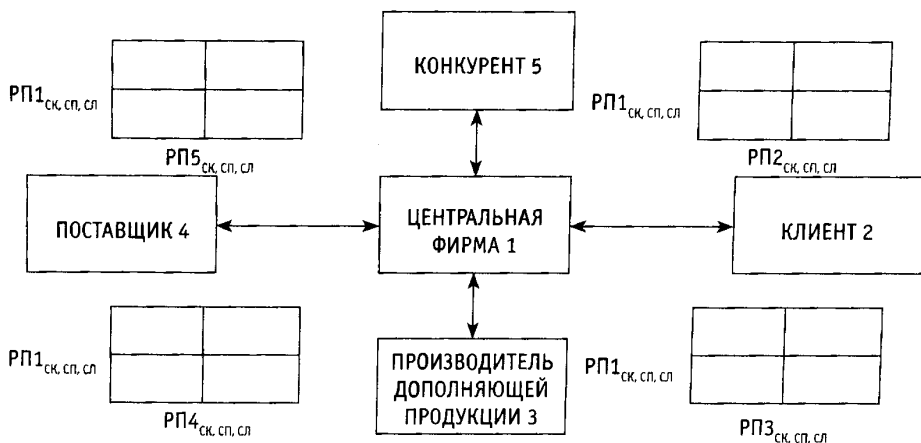 КОНКУРЕНТ 5
РП1ск, сп, сл
РП1ск, сп, сл
РП5ск, сп, сл
РП2ск, сп, сл
ПОСТАВЩИК 4
ЦЕНТРАЛЬНАЯ
ФИРМА 1
КЛИЕНТ 2
РП1ск, сп, сл
ПРОИЗВОДИТЕЛЬ
ДОПОЛНЯЮЩЕЙ
ПРОДУКЦИИ 3
РП1ск, сп, сл
РП4ск, сп, сл
РП3ск, сп, сл